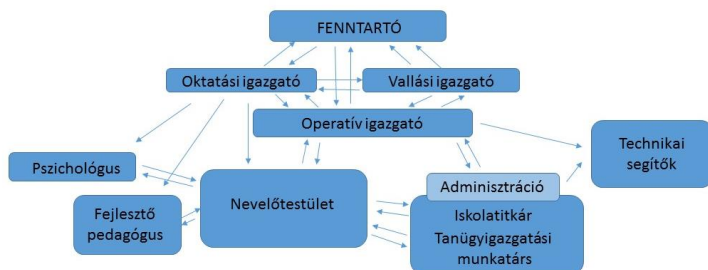 FENNTARTÓ
Oktatási igazgató
Vallási igazgató
Operatív igazgató
Technikai
segítők
Pszichológus
Adminisztráció
Nevelőtestület
Fejlesztő
pedagógus
Iskolatitkár
Tanügyigazgatási
munkatárs